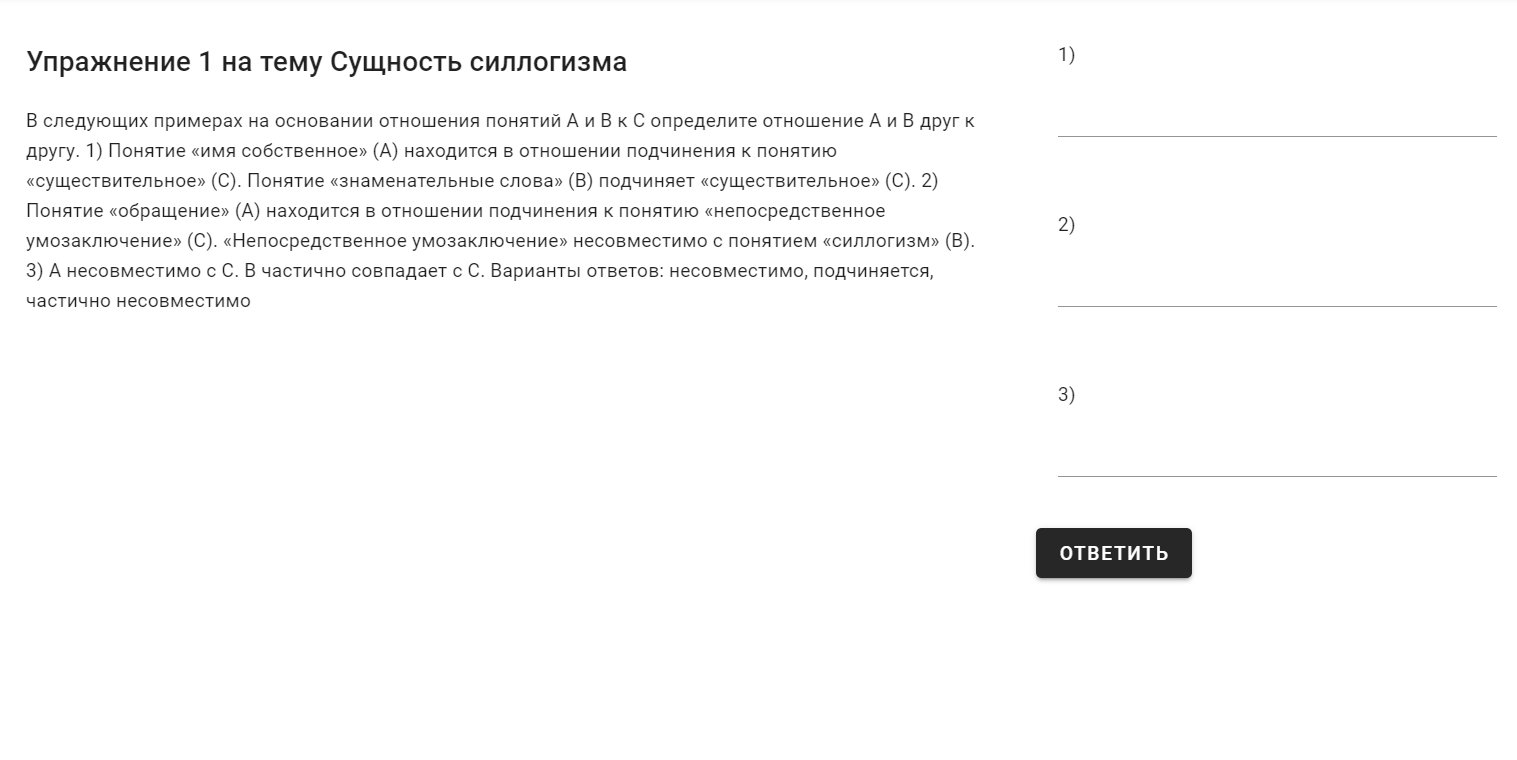 Упражнение 1 на тему Сущность силлогизма
В следующих примерах на основании отношения понятий А и В к С определите отношение А и В друг к
другу. 1) Понятие «имя собственное» (А) находится в отношении подчинения к понятию
«существительное» (С). Понятие «знаменательные слова» (В) подчиняет «существительное» (С). 2)
Понятие «обращение» (А) находится в отношении подчинения к понятию «непосредственное
умозаключение» (С). «Непосредственное умозаключение» несовместимо с понятием «силлогизм» (В).
3) А несовместимо с С. В частично совпадает с С. Варианты ответов: несовместимо, подчиняется,
частично несовместимо
1)
2)
3)
ОТВЕТИТЬ